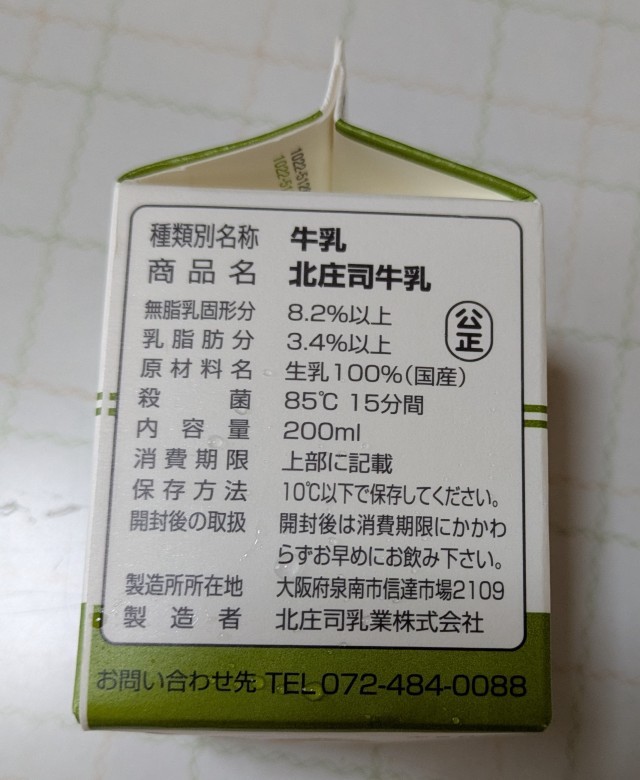 種類別名称 牛乳
商品名 北庄司牛乳
無脂乳固形分 8.2%以上
乳脂肪分 3.4%以上
公正
原材料名 生乳100%(国産)
殺菌 85℃ 15分間
内容量 200ml
消費期限 上部に記載
保存方法 10℃以下で保存してください。
開封後の取扱 開封後は消費期限にかかわ
らずお早めにお飲み下さい。
製造所所在地 大阪府泉南市信達市場2109
製造者 北庄司乳業株式会社
お問い合わせ先 TEL 072-484-0088